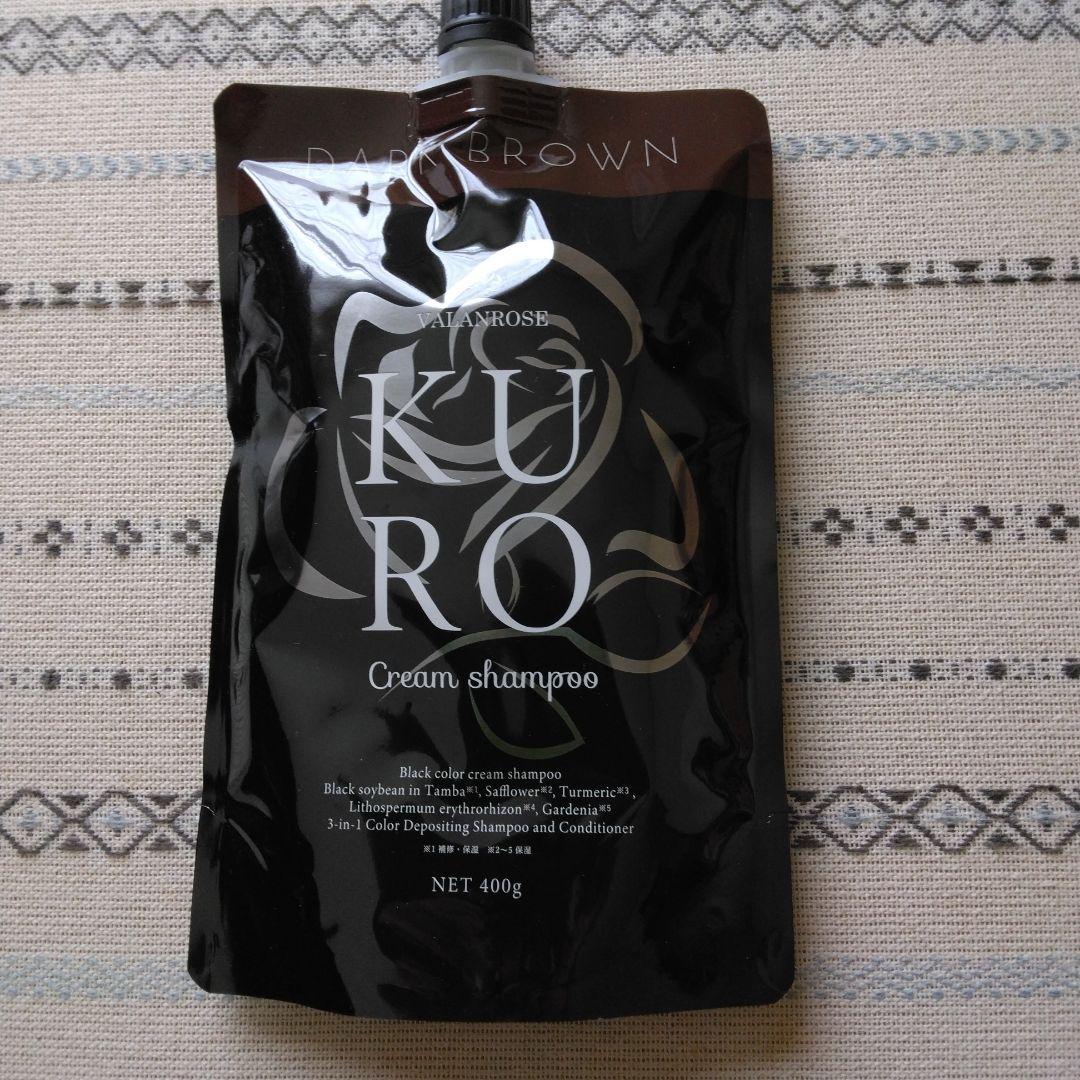 DARK BROWN
VALANROSE
KU
RO
Cream shampoo
Black color cream shampoo
Black soybean in Tamba※1, Safflower※2, Turmeric※3,
Lithospermum erythrorhizon※4, Gardenia※5
3-in-1 Color Depositing Shampoo and Conditioner
※1 補修・保湿 ※2～5 保湿
NET 400g